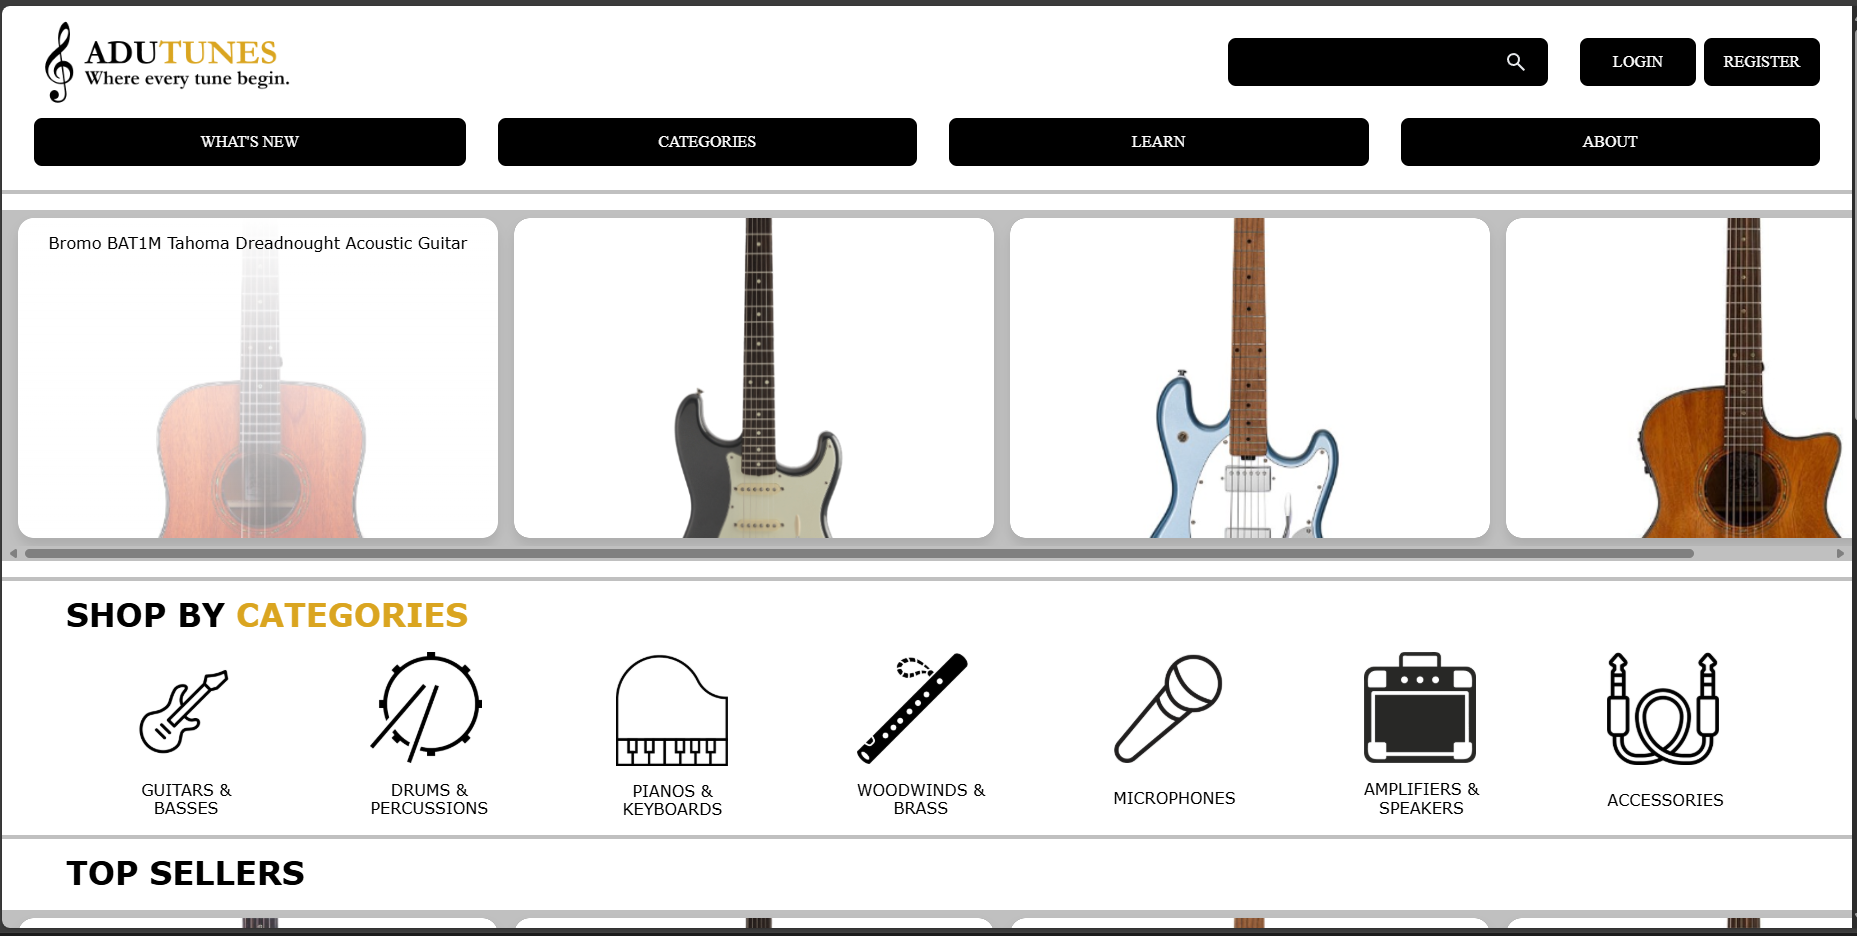 ADUTUNES
Where every tune begin.
LOGIN
REGISTER
WHAT'S NEW
CATEGORIES
LEARN
ABOUT
Bromo BAT1M Tahoma Dreadnought Acoustic Guitar
SHOP BY CATEGORIES
GUITARS &
BASSES
DRUMS &
PERCUSSIONS
PIANOS &
KEYBOARDS
WOODWINDS &
BRASS
MICROPHONES
AMPLIFIERS &
SPEAKERS
ACCESSORIES
TOP SELLERS